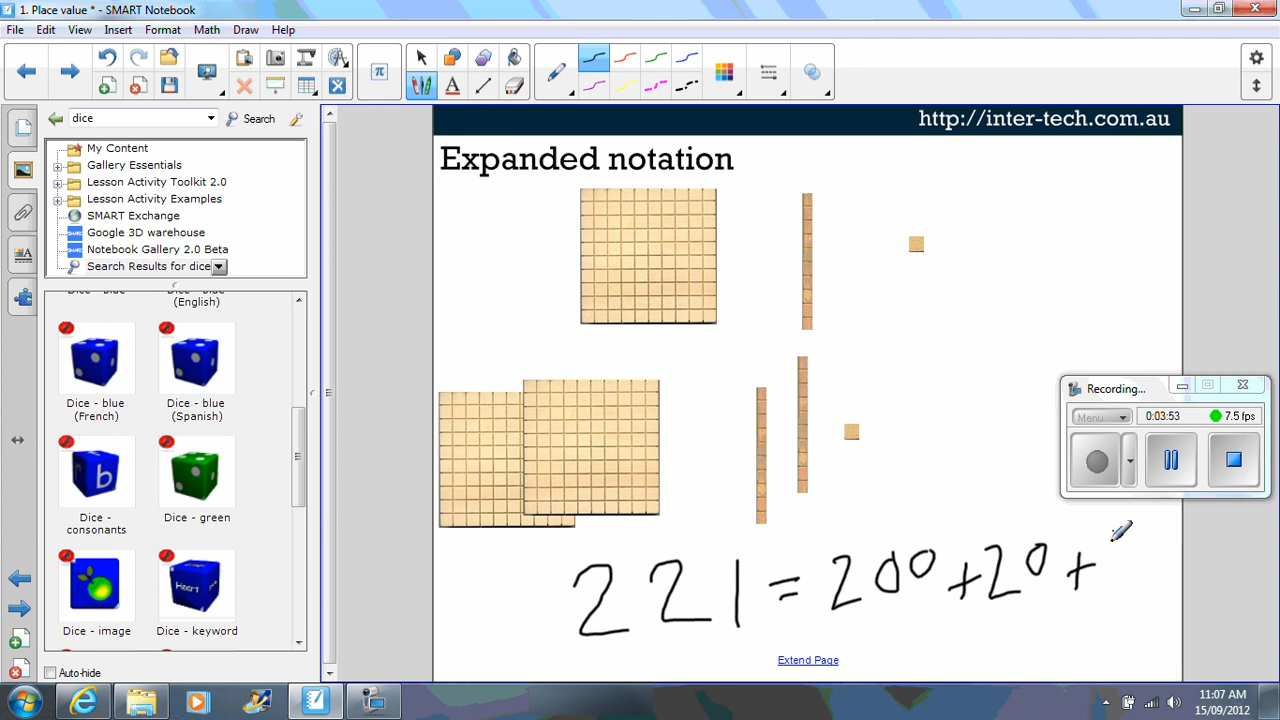 1. Place value * - SMART Notebook
File Edit View Insert Format Math Draw Help
π
A
dice
Search
My Content
Gallery Essentials
Lesson Activity Toolkit 2.0
Lesson Activity Examples
SMART Exchange
Google 3D warehouse
Notebook Gallery 2.0 Beta
Search Results for dice
(English)
Dice - blue (French)
Dice - blue (Spanish)
b
Dice - consonants
Dice - green
Dice - image
Heart
Dice - keyword
Auto-hide
http://inter-tech.com.au
Expanded notation
221 = 200+20+
Extend Page
Recording...
Menu
0:03:53
7.5 fps
11:07 AM
15/09/2012